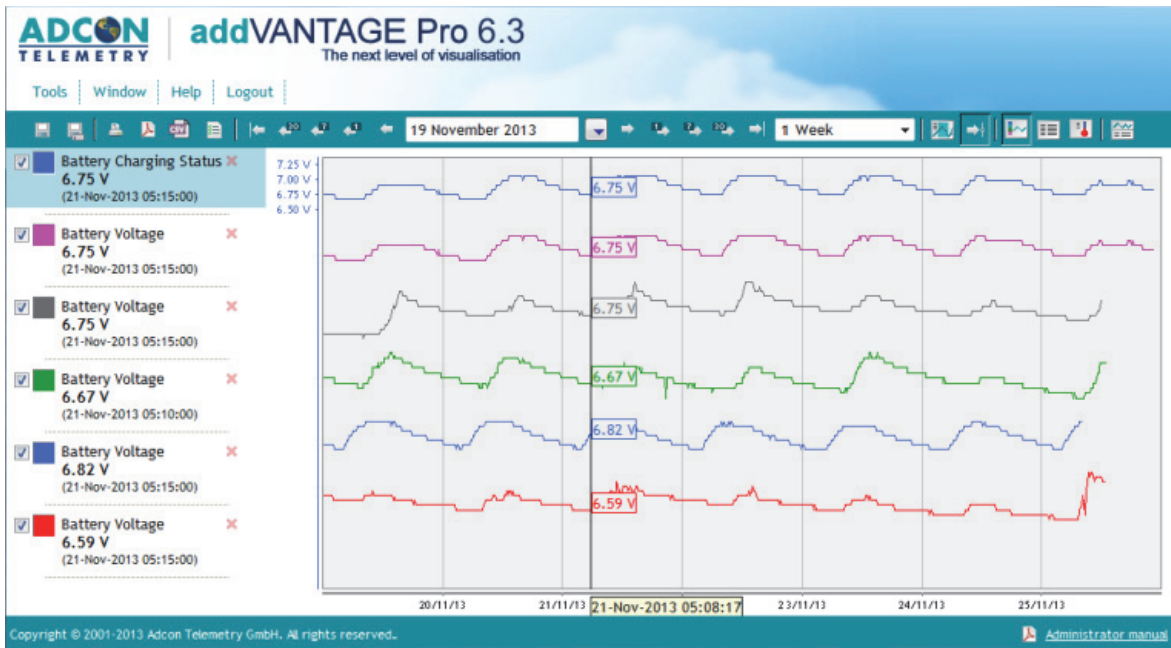 ADCON
TELEMETRY
addVANTAGE Pro 6.3
The next level of visualisation
Tools Window Help Logout
19 November 2013
1 Week
Battery Charging Status
6.75 V
(21-Nov-2013 05:15:00)
Battery Voltage
6.75 V
(21-Nov-2013 05:15:00)
Battery Voltage
6.75 V
(21-Nov-2013 05:15:00)
Battery Voltage
6.67 V
(21-Nov-2013 05:10:00)
Battery Voltage
6.82 V
(21-Nov-2013 05:15:00)
Battery Voltage
6.59 V
(21-Nov-2013 05:15:00)
7.25 V
7.00 V
6.75 V
6.50 V
6.75 V
6.75 V
6.75 V
6.67 V
6.82 V
6.59 V
20/11/13 21/11/13 21-Nov-2013 05:08:17 23/11/13 24/11/13 25/11/13
Copyright © 2001-2013 Adcon Telemetry GmbH. All rights reserved.
Administrator manual